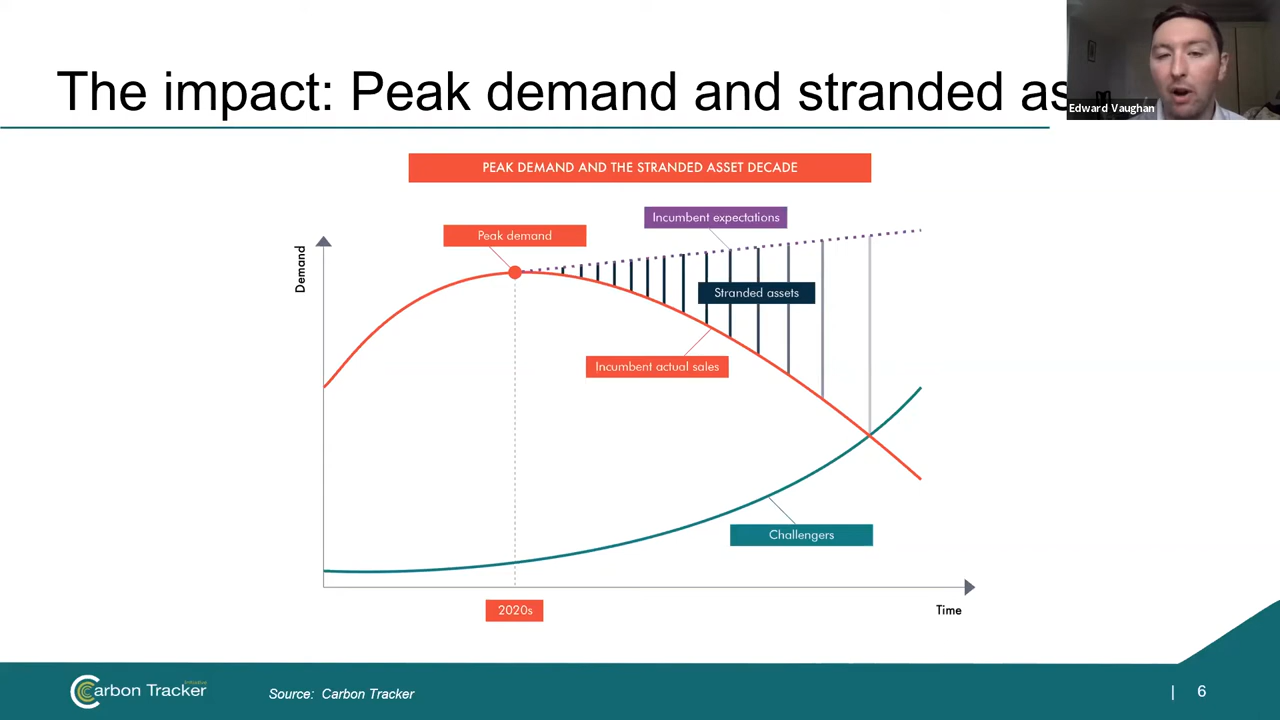 The impact: Peak demand and stranded as
Edward Vaughan
PEAK DEMAND AND THE STRANDED ASSET DECADE
Incumbent expectations
Peak demand
Demand
Stranded assets
Incumbent actual sales
Challengers
2020s
Time
Carbon Tracker
Initiative
Source: Carbon Tracker
| 6